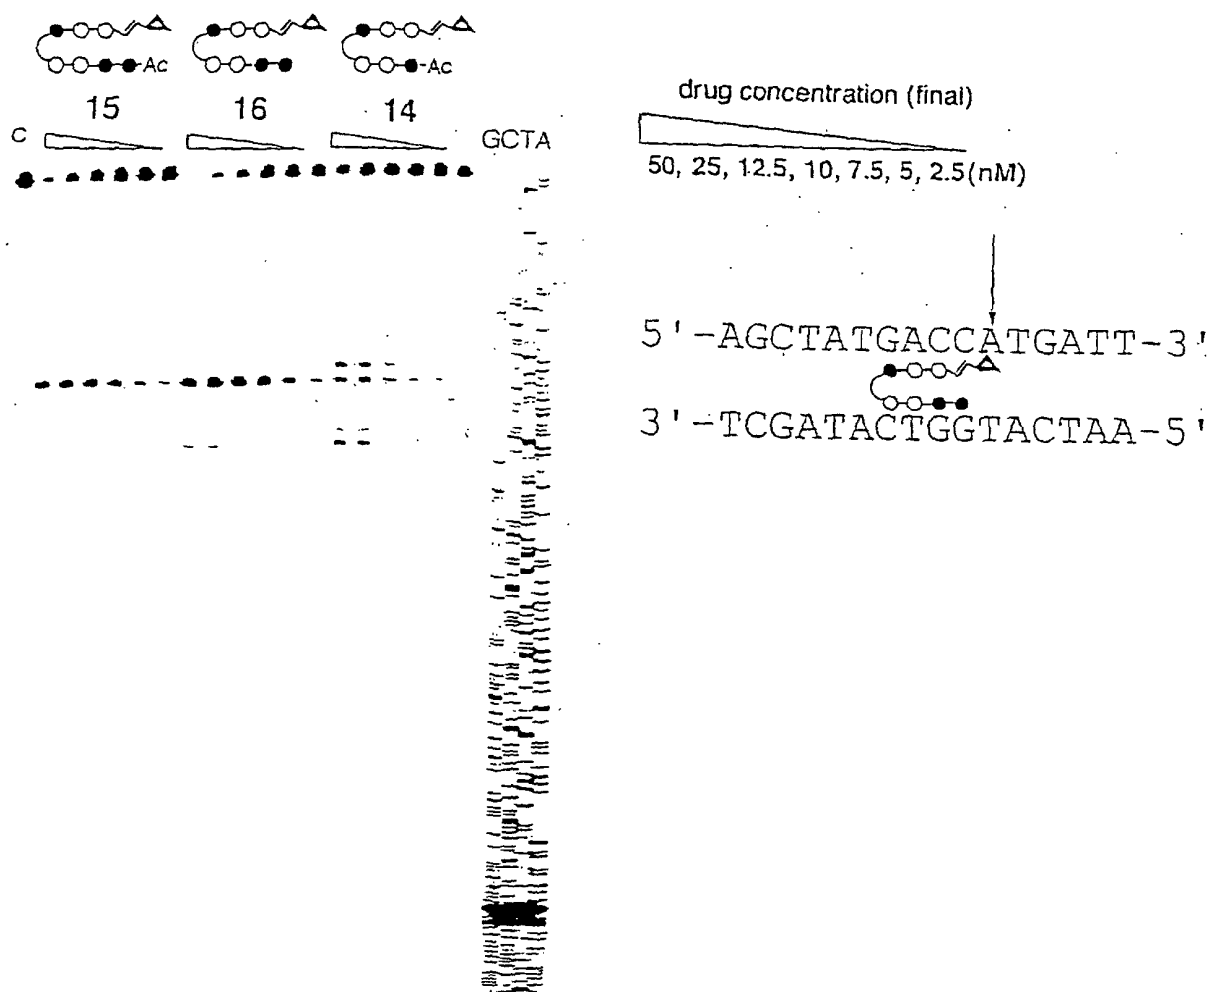 Ac
Ac
15
16
14
C
GCTA
drug concentration (final)
50, 25, 12.5, 10, 7.5, 5, 2.5(nM)
5'-AGCTATGACCATGATT-3'
3'-TCGATACTGGTACTAA-5'